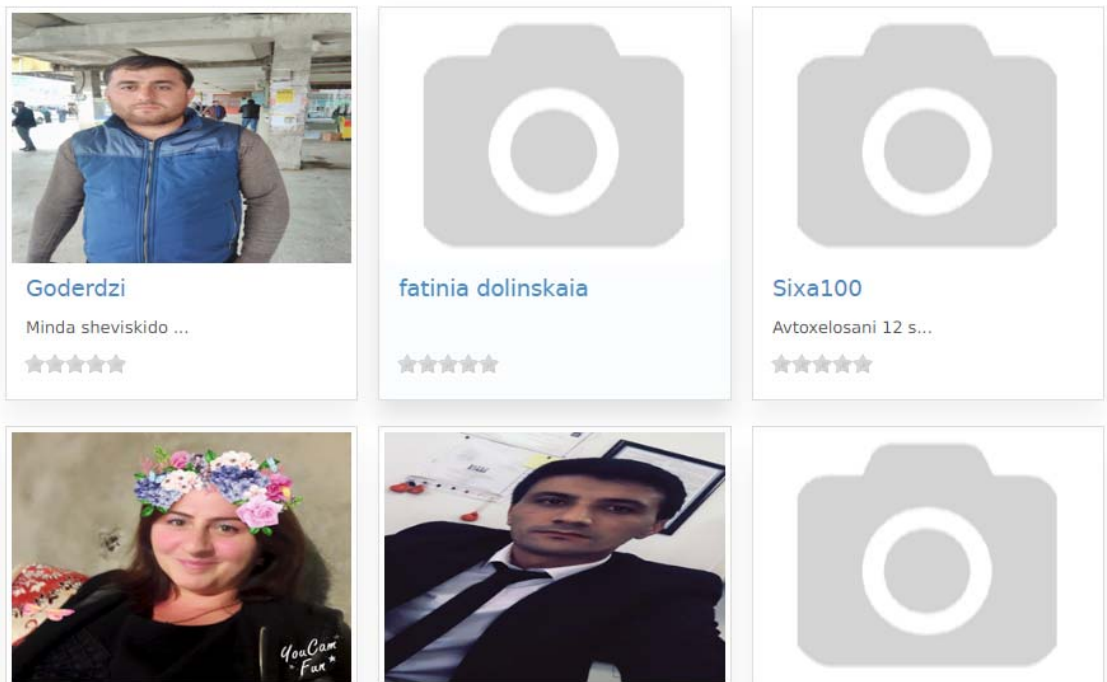 Goderdzi
Minda sheviskido ...
fatinia dolinskaia
Sixa100
Avtoxelosani 12 s...
YouCam
Fun